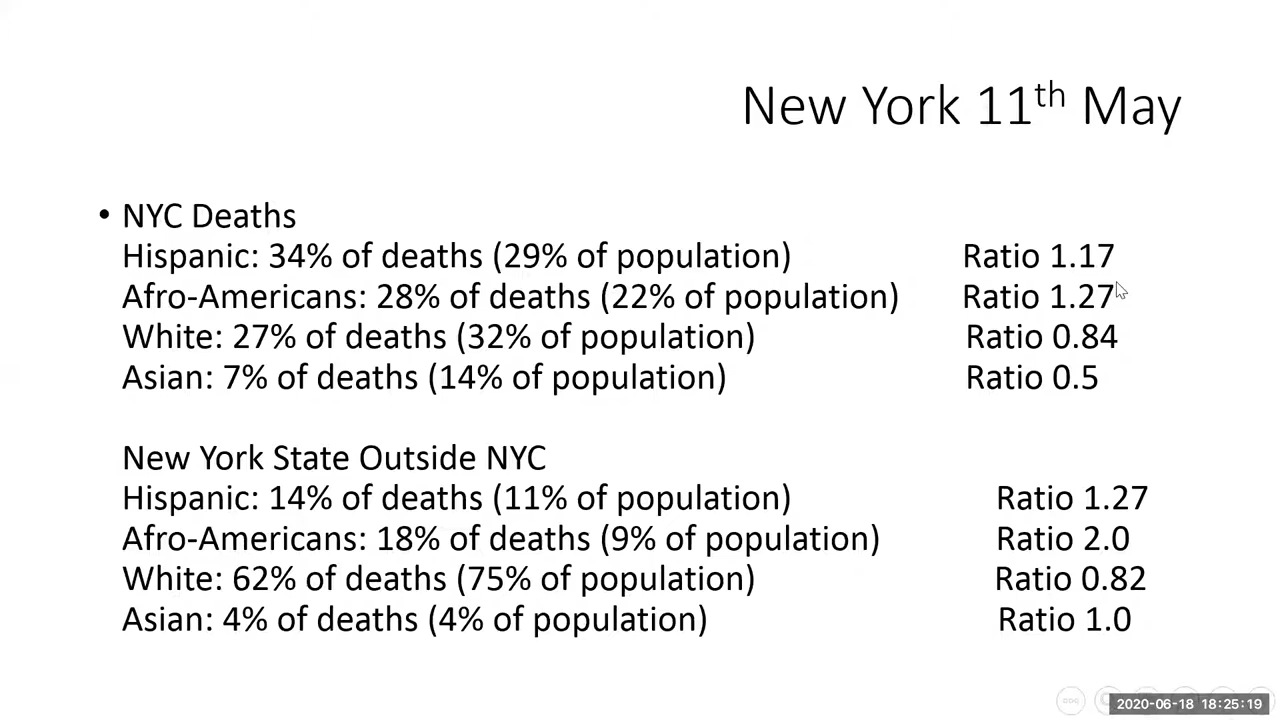 New York 11th May
• NYC Deaths
Hispanic: 34% of deaths (29% of population) Ratio 1.17
Afro-Americans: 28% of deaths (22% of population) Ratio 1.27
White: 27% of deaths (32% of population) Ratio 0.84
Asian: 7% of deaths (14% of population) Ratio 0.5
New York State Outside NYC
Hispanic: 14% of deaths (11% of population) Ratio 1.27
Afro-Americans: 18% of deaths (9% of population) Ratio 2.0
White: 62% of deaths (75% of population) Ratio 0.82
Asian: 4% of deaths (4% of population) Ratio 1.0
2020-06-18 18:25:19